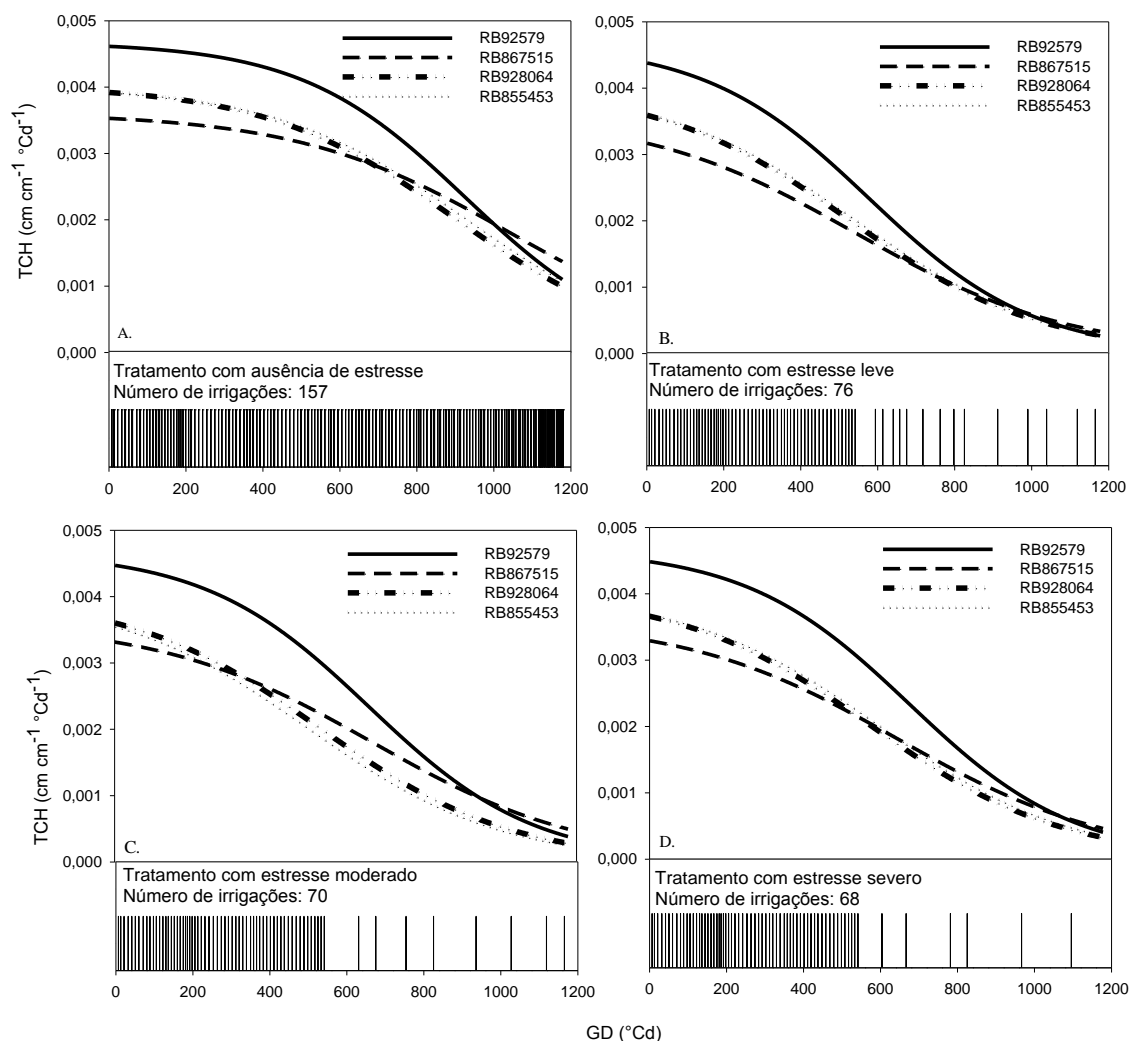 0,005
0,004
0,003
0,002
0,001
0,000
TCH (cm cm⁻¹ °Cd⁻¹)
RB92579
RB867515
RB928064
RB855453
A.
Tratamento com ausência de estresse
Número de irrigações: 157
0 200 400 600 800 1000 1200
0,005
0,004
0,003
0,002
0,001
0,000
RB92579
RB867515
RB928064
RB855453
B.
Tratamento com estresse leve
Número de irrigações: 76
0 200 400 600 800 1000 1200
0,005
0,004
0,003
0,002
0,001
0,000
TCH (cm cm⁻¹ °Cd⁻¹)
RB92579
RB867515
RB928064
RB855453
C.
Tratamento com estresse moderado
Número de irrigações: 70
0 200 400 600 800 1000 1200
0,005
0,004
0,003
0,002
0,001
0,000
RB92579
RB867515
RB928064
RB855453
D.
Tratamento com estresse severo
Número de irrigações: 68
0 200 400 600 800 1000 1200
GD (°Cd)